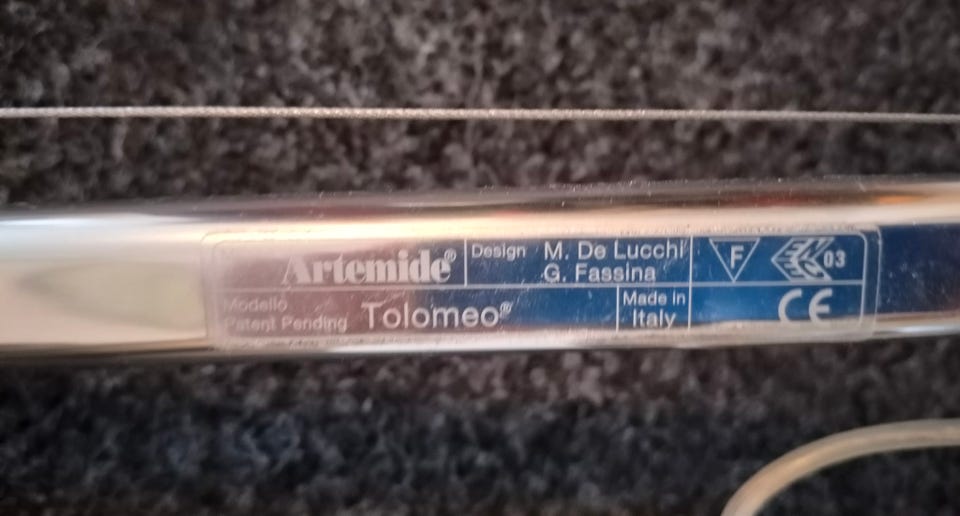 Artemide®
Design M. De Lucchi
G. Fassina
Modello
Patent Pending Tolomeo®
Made in
Italy
F
03
CE